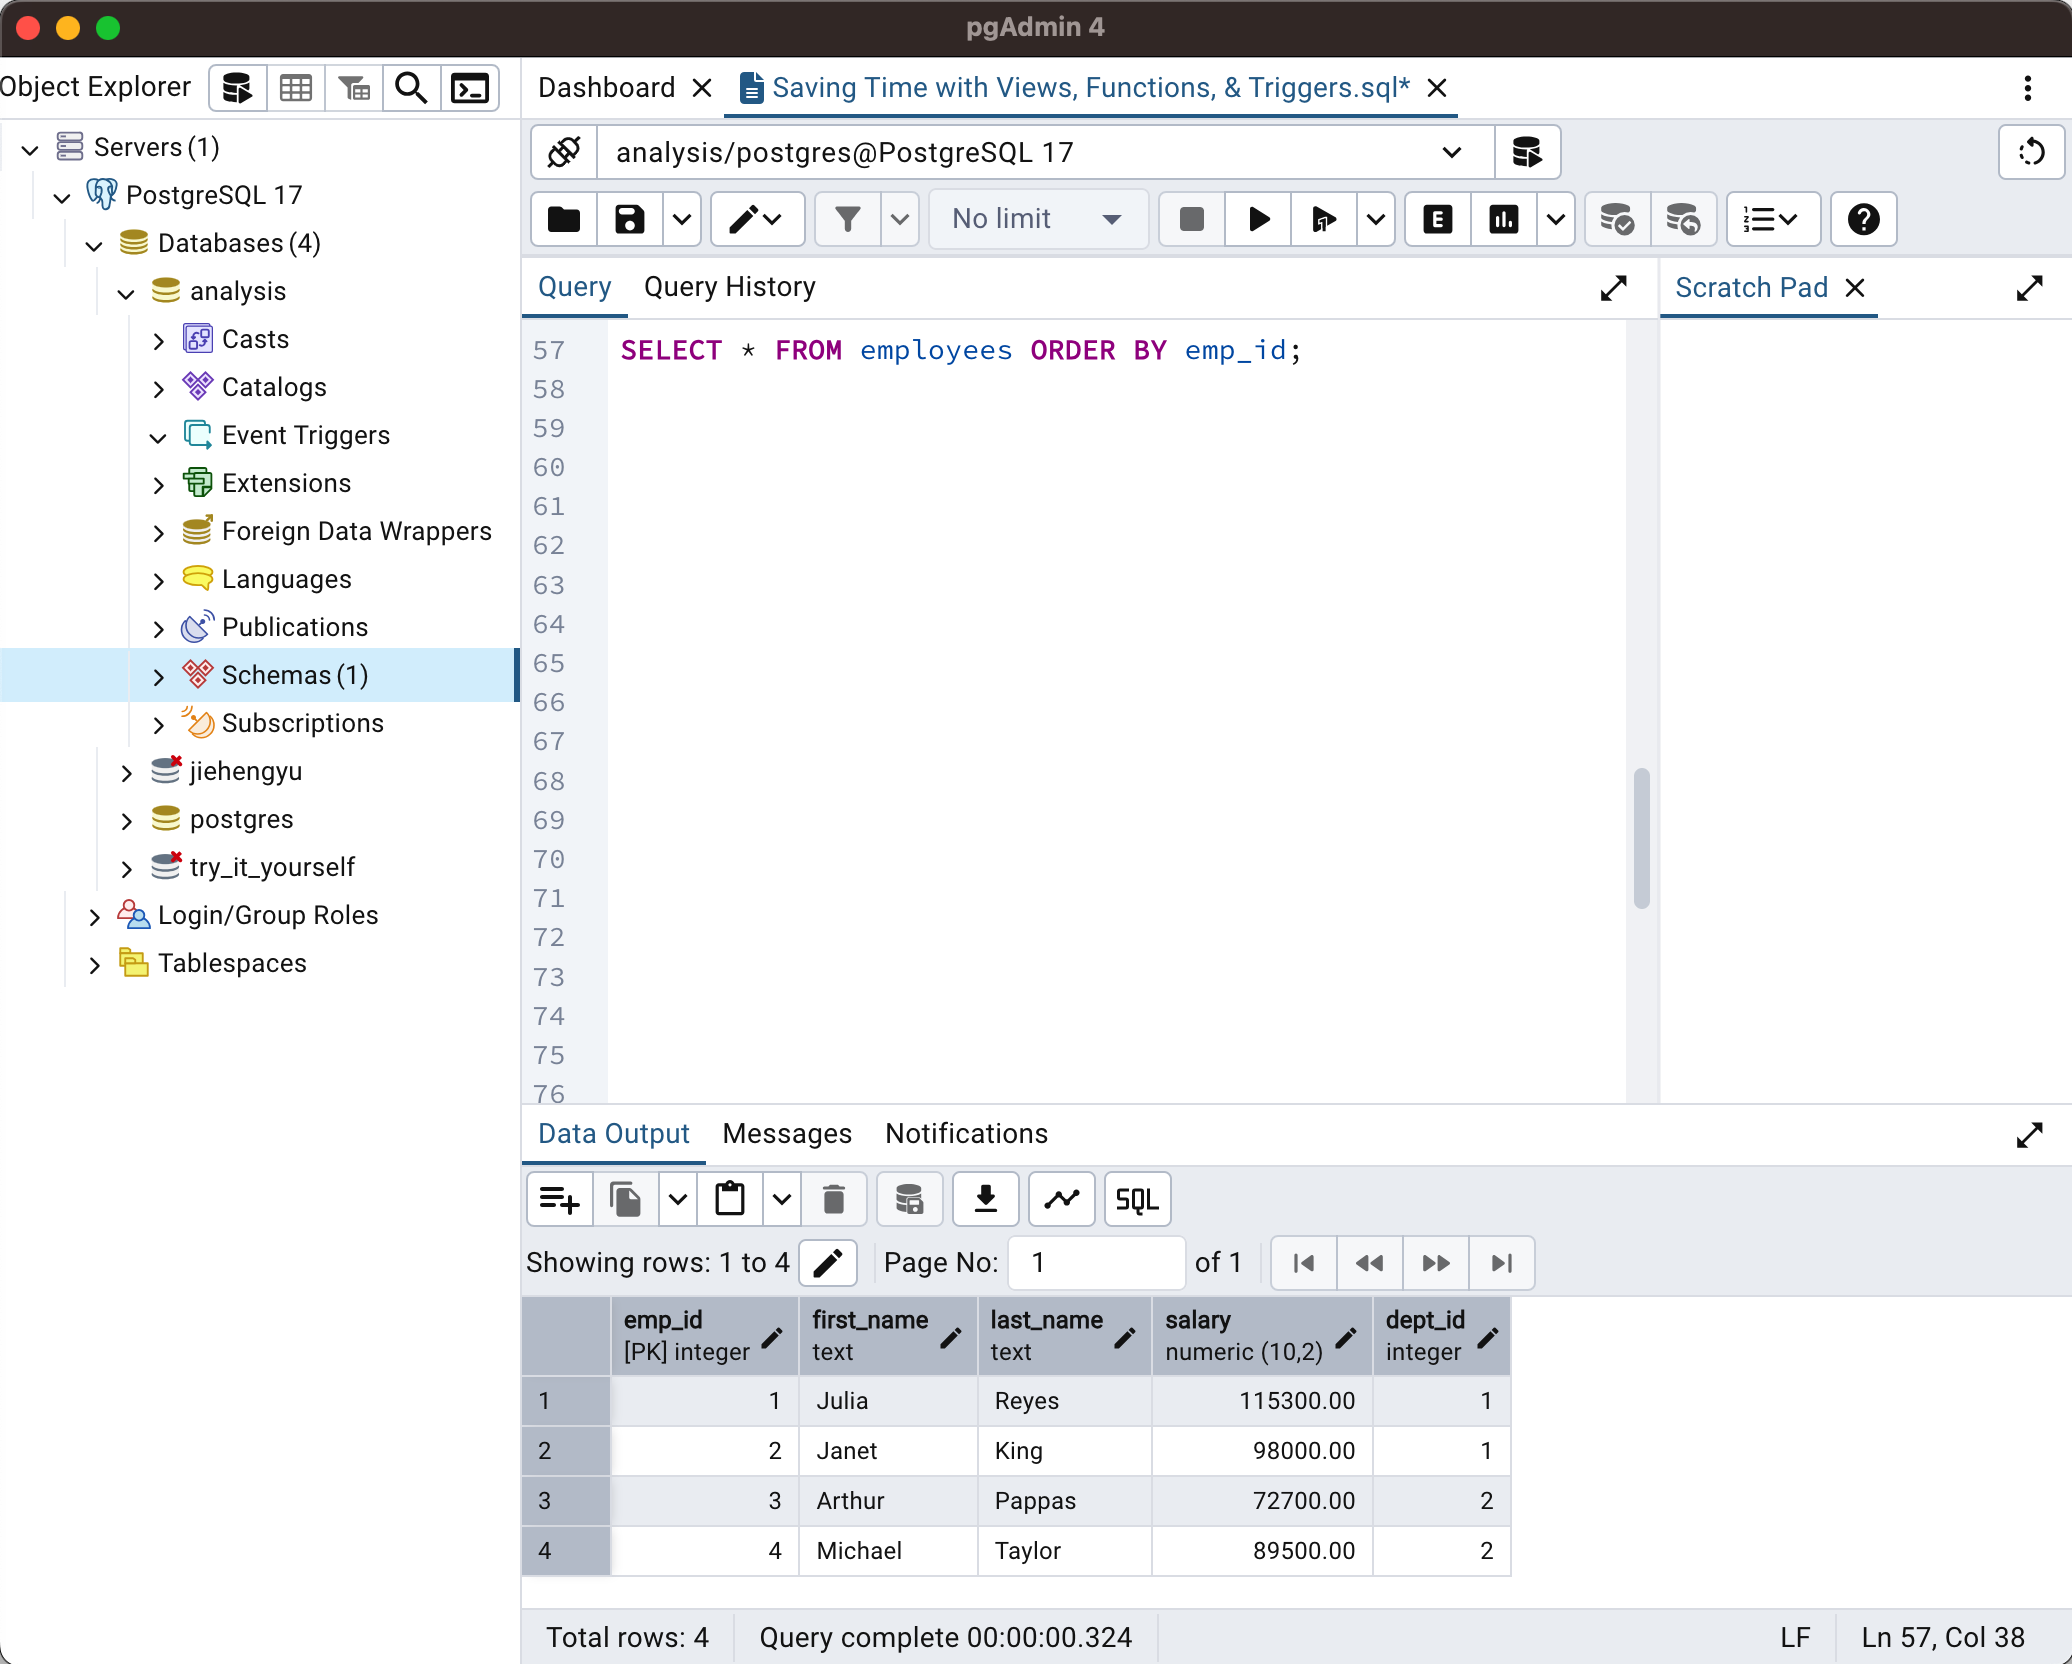 pgAdmin 4
Object Explorer
Servers (1)
PostgreSQL 17
Databases (4)
analysis
Casts
Catalogs
Event Triggers
Extensions
Foreign Data Wrappers
Languages
Publications
Schemas (1)
Subscriptions
jiehengyu
postgres
try_it_yourself
Login/Group Roles
Tablespaces
Dashboard
Saving Time with Views, Functions, & Triggers.sql*
analysis/postgres@PostgreSQL 17
No limit
E
Query Query History
Scratch Pad
57 SELECT * FROM employees ORDER BY emp_id;
58
59
60
61
62
63
64
65
66
67
68
69
70
71
72
73
74
75
76
Data Output Messages Notifications
SQL
Showing rows: 1 to 4 Page No: 1 of 1
emp_id first_name last_name salary dept_id
[PK] integer text text numeric (10,2) integer
1 1 Julia Reyes 115300.00 1
2 2 Janet King 98000.00 1
3 3 Arthur Pappas 72700.00 2
4 4 Michael Taylor 89500.00 2
Total rows: 4 Query complete 00:00:00.324 LF Ln 57, Col 38